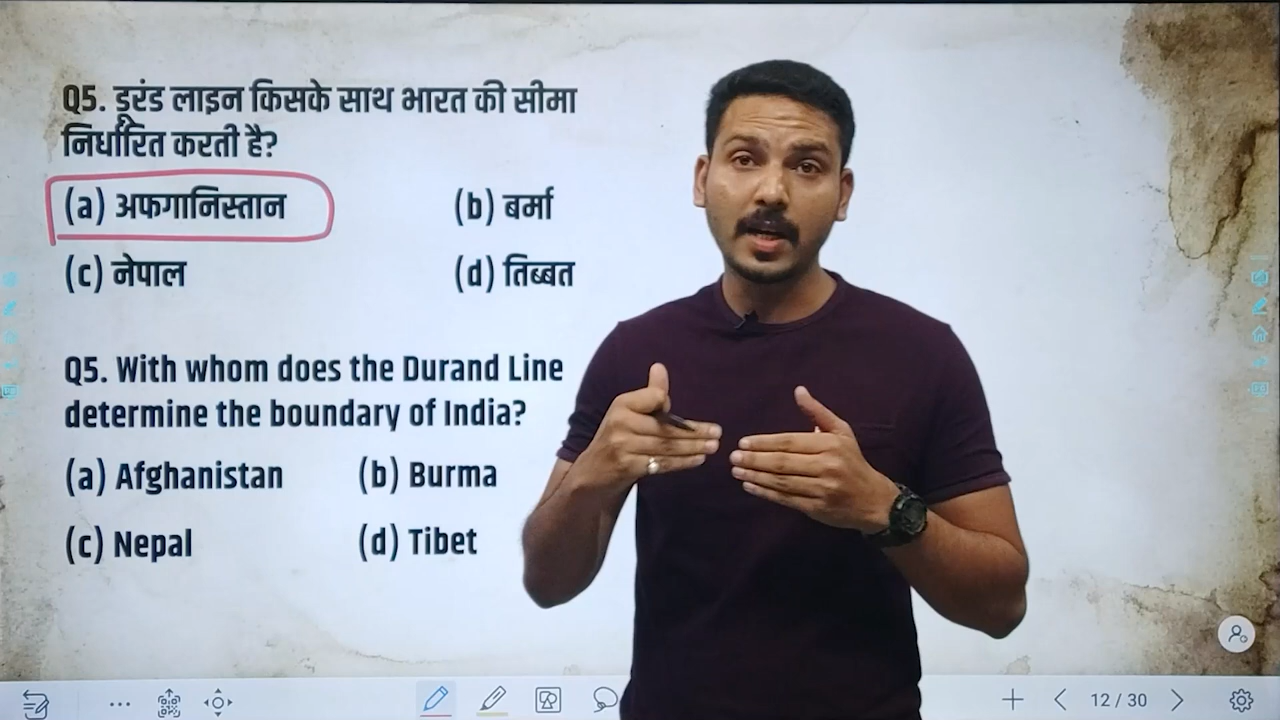 Q5. डूरंड लाइन किसके साथ भारत की सीमा
निर्धारित करती है?
(a) अफगानिस्तान (b) बर्मा
(c) नेपाल (d) तिब्बत
Q5. With whom does the Durand Line
determine the boundary of India?
(a) Afghanistan (b) Burma
(c) Nepal (d) Tibet
12 / 30